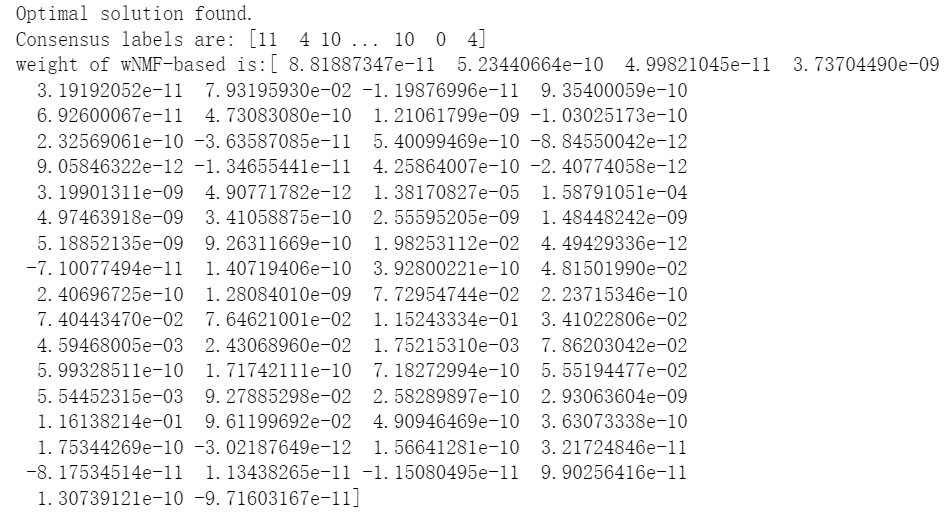 Optimal solution found.
Consensus labels are: [11  4 10 ... 10  0  4]
weight of wNMF-based is:[ 8.81887347e-11  5.23440664e-10  4.99821045e-11  3.73704490e-09
  3.19192052e-11  7.93195930e-02 -1.19876996e-11  9.35400059e-10
  6.92600067e-11  4.73083080e-10  1.21061799e-09 -1.03025173e-10
  2.32569061e-10 -3.63587085e-11  5.40099469e-10 -8.84550042e-12
  9.05846322e-12 -1.34655441e-11  4.25864007e-10 -2.40774058e-12
  3.19901311e-09  4.90771782e-12  1.38170827e-05  1.58791051e-04
  4.97463918e-09  3.41058875e-10  2.55595205e-09  1.48448242e-09
  5.18852135e-09  9.26311669e-10  1.98253112e-02  4.49429336e-12
 -7.10077494e-11  1.40719406e-10  3.92800221e-10  4.81501990e-02
  2.40696725e-10  1.28084010e-09  7.72954744e-02  2.23715346e-10
  7.40443470e-02  7.64621001e-02  1.15243334e-01  3.41022806e-02
  4.59468005e-03  2.43068960e-02  1.75215310e-03  7.86203042e-02
  5.99328511e-10  1.71742111e-10  7.18272994e-10  5.55194477e-02
  5.54452315e-03  9.27885298e-02  2.58289897e-10  2.93063604e-09
  1.16138214e-01  9.61199692e-02  4.90946469e-10  3.63073338e-10
  1.75344269e-10 -3.02187649e-12  1.56641281e-10  3.21724846e-11
 -8.17534514e-11  1.13438265e-11 -1.15080495e-11  9.90256416e-11
  1.30739121e-10 -9.71603167e-11]